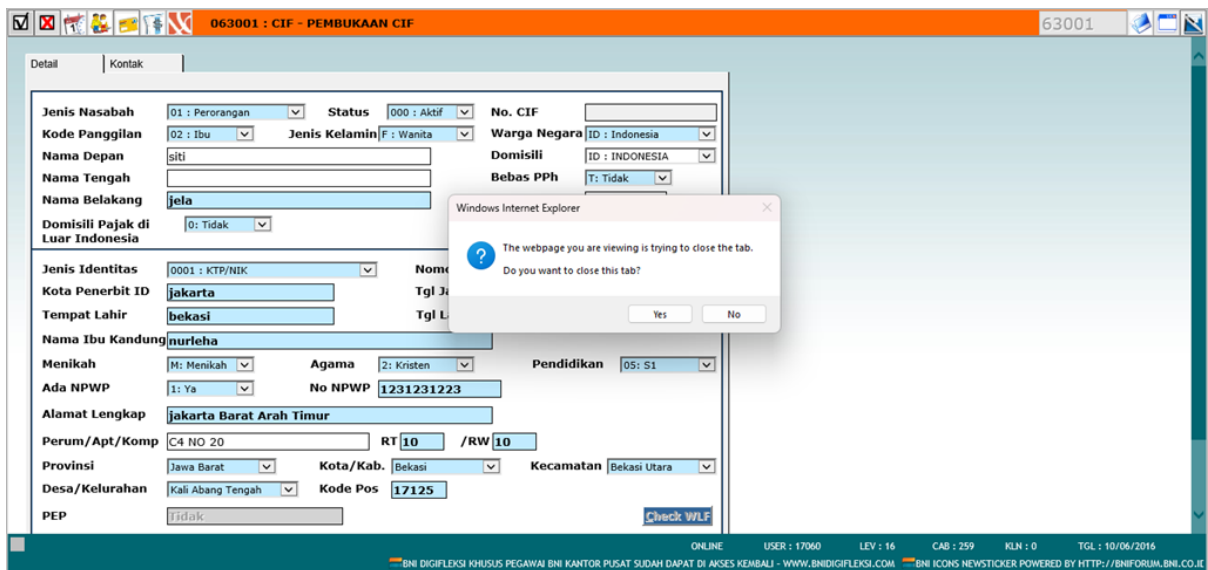 063001 : CIF - PEMBUKAAN CIF 63001
Detail Kontak
Jenis Nasabah 01 : Perorangan Status 000 : Aktif No. CIF
Kode Panggilan 02 : Ibu Jenis Kelamin F : Wanita Warga Negara ID : Indonesia
Nama Depan siti Domisili ID : INDONESIA
Nama Tengah Bebas PPh T: Tidak
Nama Belakang jela
Windows Internet Explorer
Domisili Pajak di 0: Tidak
Luar Indonesia
The webpage you are viewing is trying to close the tab.
Do you want to close this tab?
Yes No
Jenis Identitas 0001 : KTP/NIK Nomo
Kota Penerbit ID jakarta Tgl Ja
Tempat Lahir bekasi Tgl L
Nama Ibu Kandung nurleha
Menikah M: Menikah Agama 2: Kristen Pendidikan 05: S1
Ada NPWP 1: Ya No NPWP 1231231223
Alamat Lengkap jakarta Barat Arah Timur
Perum/Apt/Komp C4 NO 20 RT 10 /RW 10
Provinsi Jawa Barat Kota/Kab. Bekasi Kecamatan Bekasi Utara
Desa/Kelurahan Kali Abang Tengah Kode Pos 17125
PEP Tidak Check WLF
ONLINE USER : 17060 LEV : 16 CAB : 259 KLN : 0 TGL : 10/06/2016
BNI DIGIFLEKSI KHUSUS PEGAWAI BNI KANTOR PUSAT SUDAH DAPAT DI AKSES KEMBALI - WWW.BNIDIGIFLEKSI.COM BNI ICONS NEWSTICKER POWERED BY HTTP://BNIFORUM.BNI.CO.ID